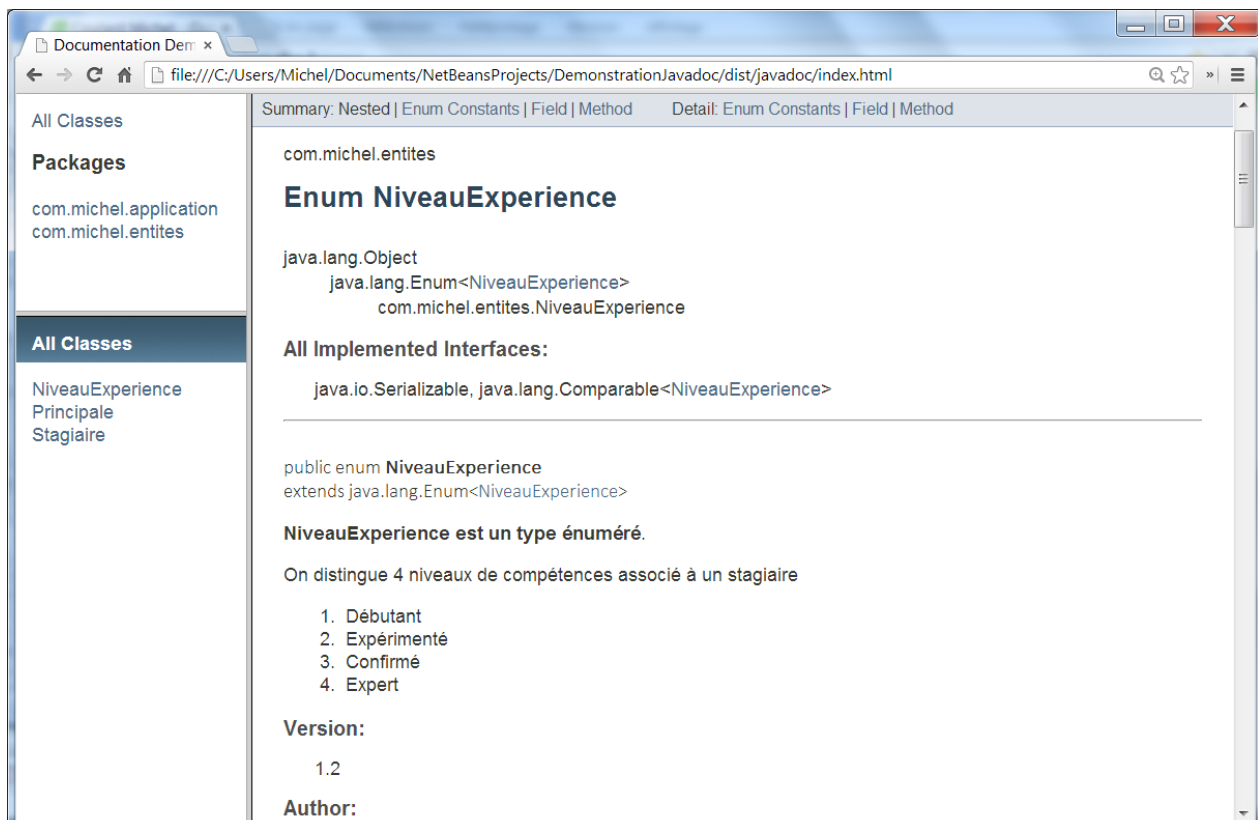 Documentation Dem ×
file:///C:/Users/Michel/Documents/NetBeansProjects/DemonstrationJavadoc/dist/javadoc/index.html
All Classes
Packages
com.michel.application
com.michel.entites
All Classes
NiveauExperience
Principale
Stagiaire
Summary: Nested | Enum Constants | Field | Method Detail: Enum Constants | Field | Method
com.michel.entites
Enum NiveauExperience
java.lang.Object
java.lang.Enum<NiveauExperience>
com.michel.entites.NiveauExperience
All Implemented Interfaces:
java.io.Serializable, java.lang.Comparable<NiveauExperience>
public enum NiveauExperience
extends java.lang.Enum<NiveauExperience>
NiveauExperience est un type énuméré.
On distingue 4 niveaux de compétences associé à un stagiaire
1. Débutant
2. Expérimenté
3. Confirmé
4. Expert
Version:
1.2
Author: